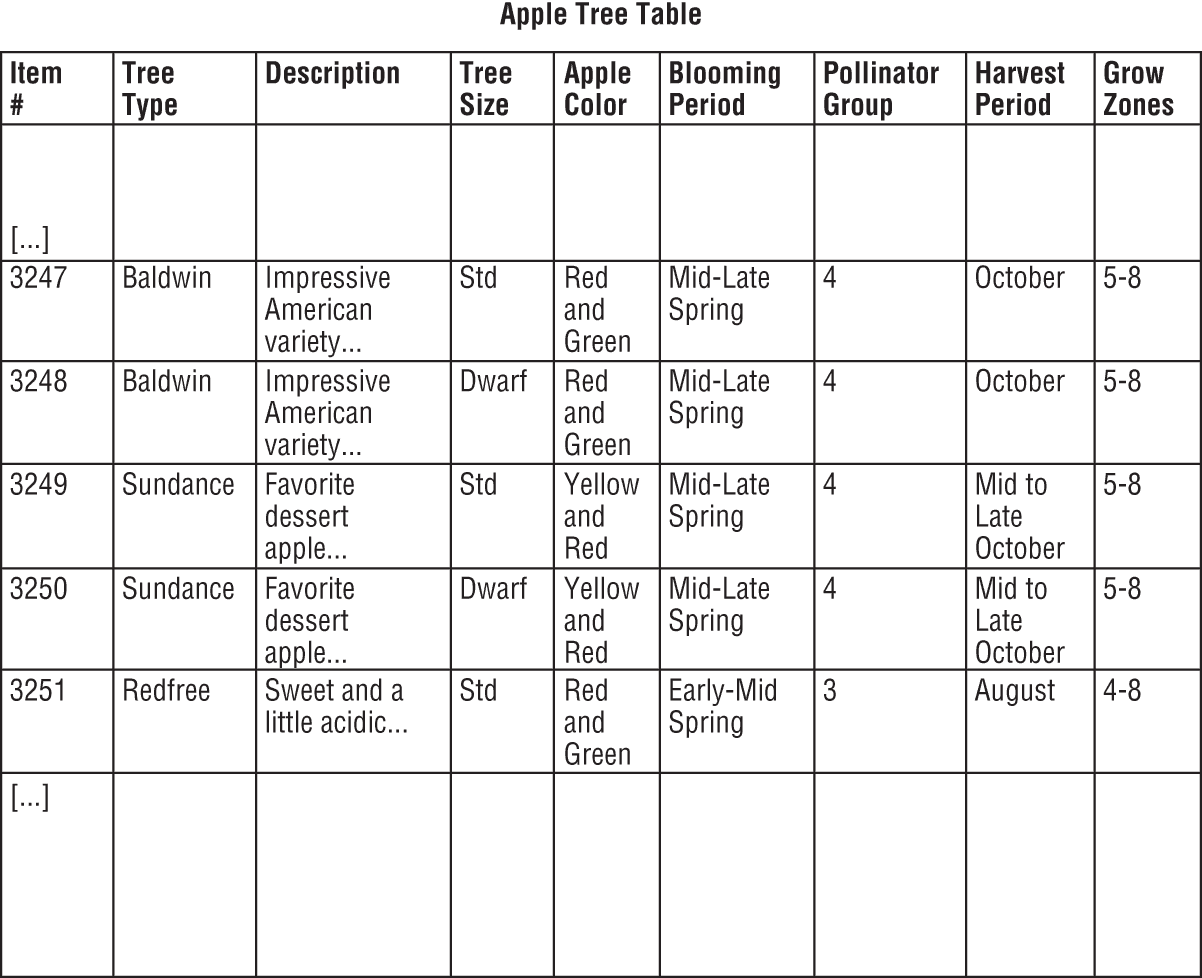 Apple Tree Table
Item # Tree Type Description Tree Size Apple Color Blooming Period Pollinator Group Harvest Period Grow Zones
[...]
3247 Baldwin Impressive American variety... Std Red and Green Mid-Late Spring 4 October 5-8
3248 Baldwin Impressive American variety... Dwarf Red and Green Mid-Late Spring 4 October 5-8
3249 Sundance Favorite dessert apple... Std Yellow and Red Mid-Late Spring 4 Mid to Late October 5-8
3250 Sundance Favorite dessert apple... Dwarf Yellow and Red Mid-Late Spring 4 Mid to Late October 5-8
3251 Redfree Sweet and a little acidic... Std Red and Green Early-Mid Spring 3 August 4-8
[...]